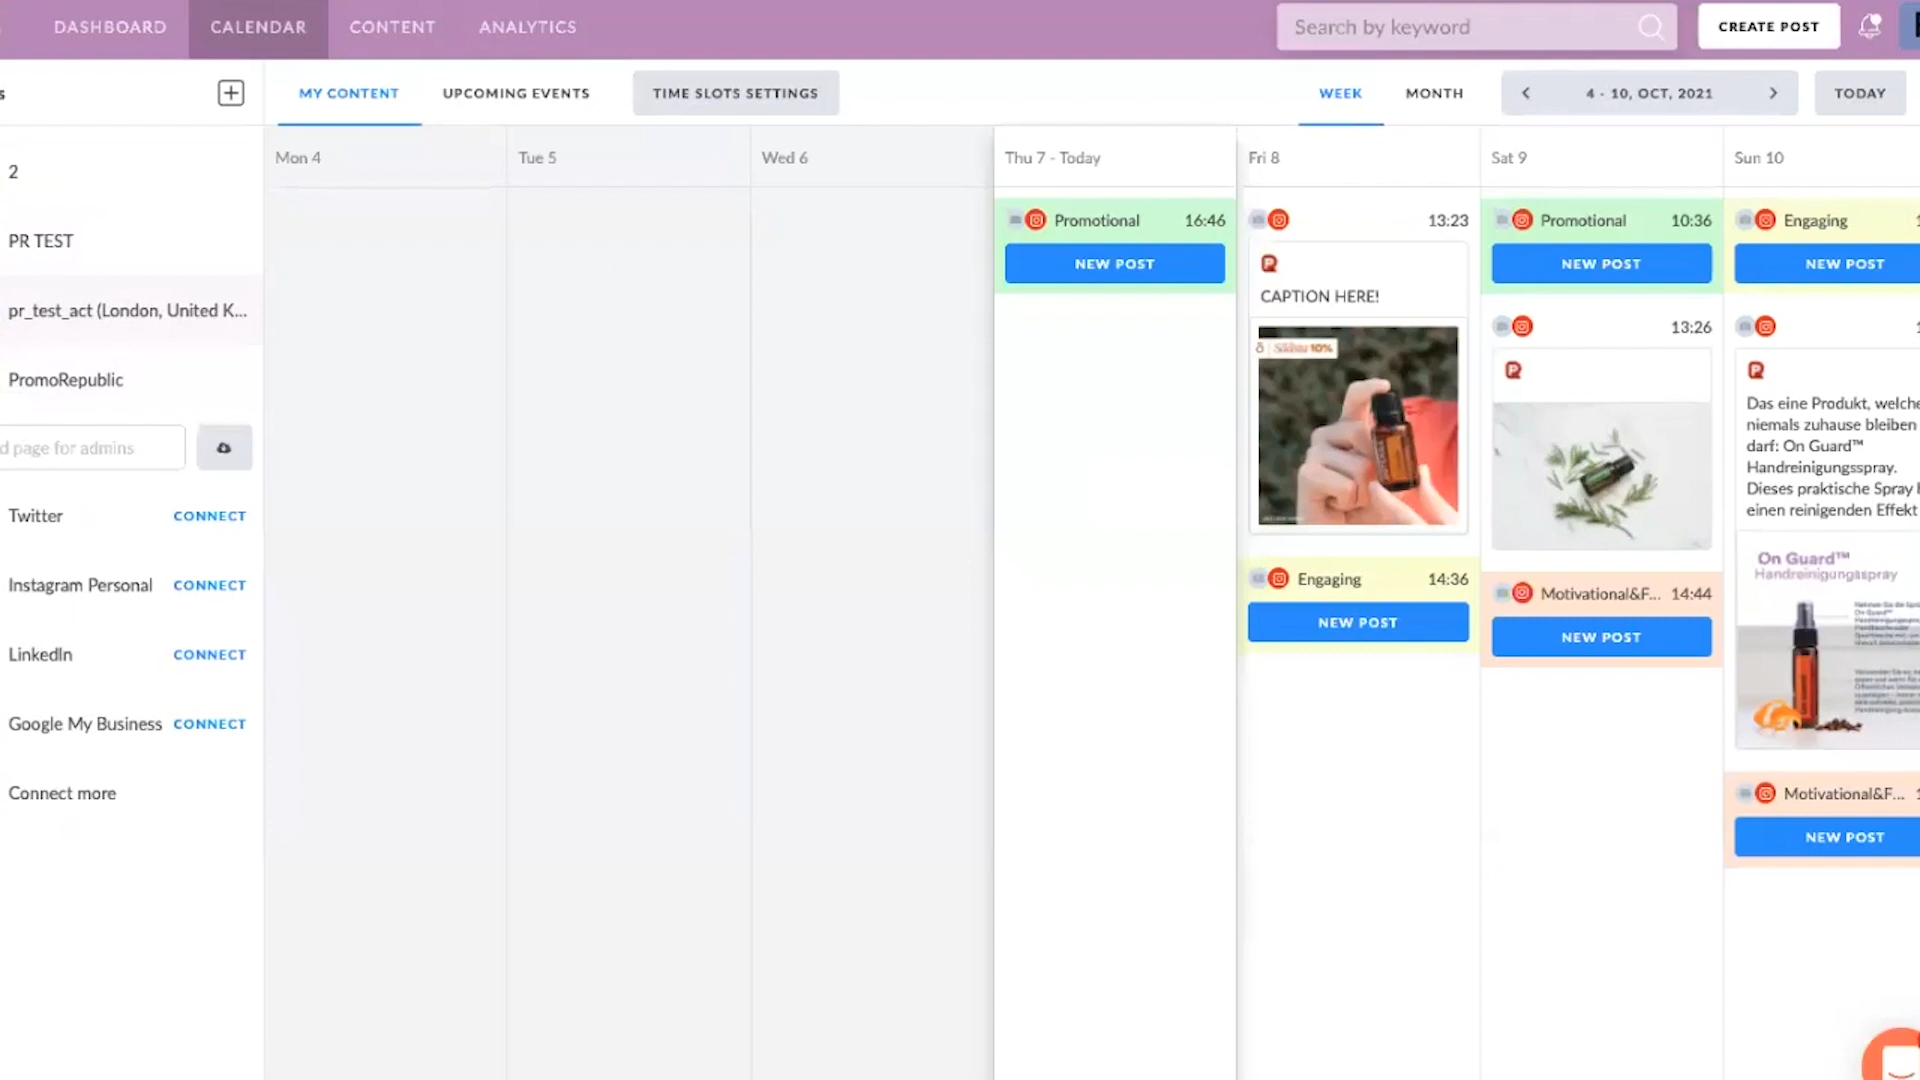 DASHBOARD
CALENDAR
CONTENT
ANALYTICS
Search by keyword
CREATE POST
s
MY CONTENT
UPCOMING EVENTS
TIME SLOTS SETTINGS
WEEK
MONTH
4 - 10, OCT, 2021
TODAY
2
PR TEST
pr_test_act (London, United K...
PromoRepublic
d page for admins
Twitter CONNECT
Instagram Personal CONNECT
LinkedIn CONNECT
Google My Business CONNECT
Connect more
Mon 4
Tue 5
Wed 6
Thu 7 - Today
Promotional 16:46
NEW POST
Fri 8
13:23
CAPTION HERE!
10%
Engaging 14:36
NEW POST
Sat 9
Promotional 10:36
NEW POST
13:26
Motivational&F... 14:44
NEW POST
Sun 10
Engaging 1
NEW POST
1
Das eine Produkt, welche
niemals zuhause bleiben
darf: On Guard™
Handreinigungsspray.
Dieses praktische Spray h
einen reinigenden Effekt
On Guard™
Handreinigungsspray
Motivational&F... 1
NEW POST